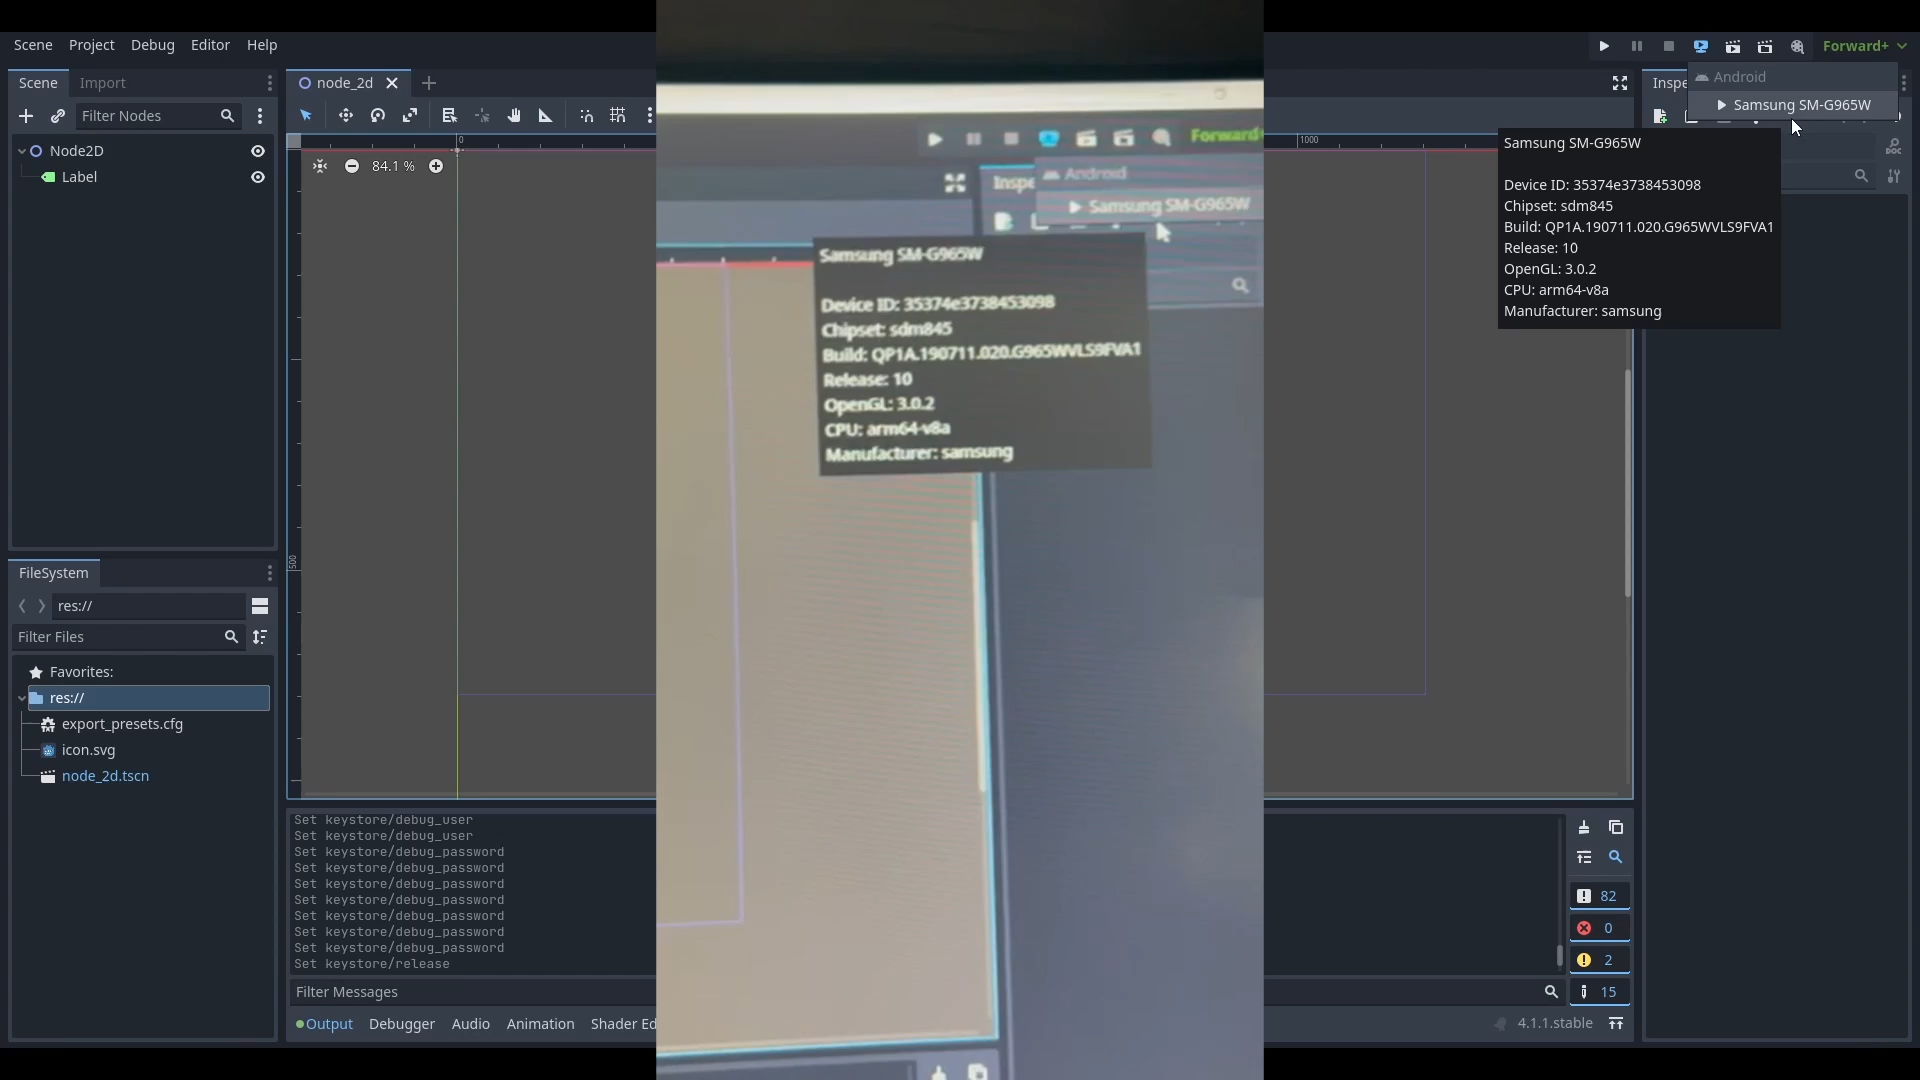 Scene Project Debug Editor Help
Forward+
Scene Import
node_2d
Inspe
Android
Samsung SM-G965W
Filter Nodes
Node2D
Label
84.1 %
0
1000
500
Samsung SM-G965W
Device ID: 35374e3738453098
Chipset: sdm845
Build: QP1A.190711.020.G965WVLS9FVA1
Release: 10
OpenGL: 3.0.2
CPU: arm64-v8a
Manufacturer: samsung
Forward
Inspe
Android
Samsung SM-G965W
Samsung SM-G965W
Device ID: 35374e3738453098
Chipset: sdm845
Build: QP1A.190711.020.G965WVLS9FVA1
Release: 10
OpenGL: 3.0.2
CPU: arm64-v8a
Manufacturer: samsung
FileSystem
res://
Filter Files
Favorites:
res://
export_presets.cfg
icon.svg
node_2d.tscn
Set keystore/debug_user
Set keystore/debug_user
Set keystore/debug_password
Set keystore/debug_password
Set keystore/debug_password
Set keystore/debug_password
Set keystore/debug_password
Set keystore/debug_password
Set keystore/debug_password
Set keystore/release
82
0
2
15
Filter Messages
Output Debugger Audio Animation Shader Ed
4.1.1.stable